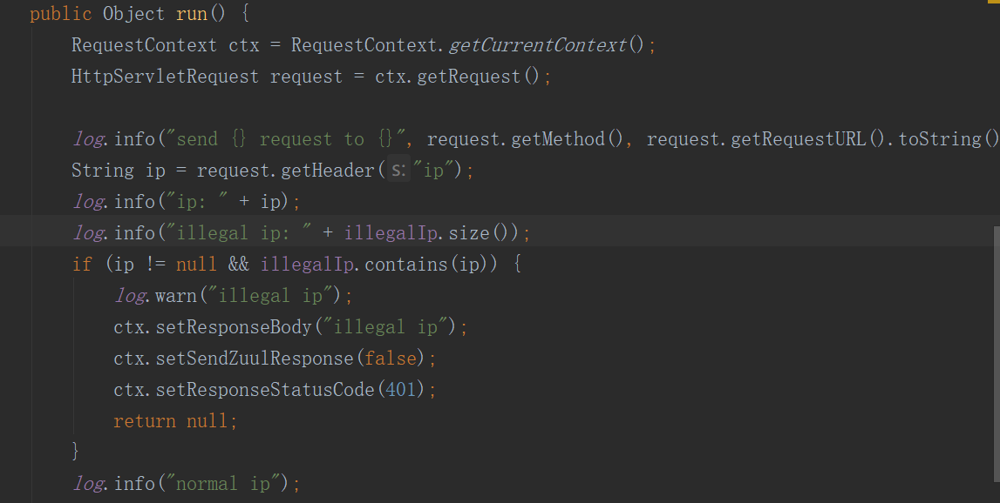 public Object run() {
RequestContext ctx = RequestContext.getCurrentContext();
HttpServletRequest request = ctx.getRequest();
log.info("send {} request to {}", request.getMethod(), request.getRequestURL().toString()
String ip = request.getHeader( s: "ip");
log.info("ip: " + ip);
log.info("illegal ip: " + illegalIp.size());
if (ip != null && illegalIp.contains(ip)) {
log.warn("illegal ip");
ctx.setResponseBody("illegal ip");
ctx.setSendZuulResponse(false);
ctx.setResponseStatusCode(401);
return null;
}
log.info("normal ip");